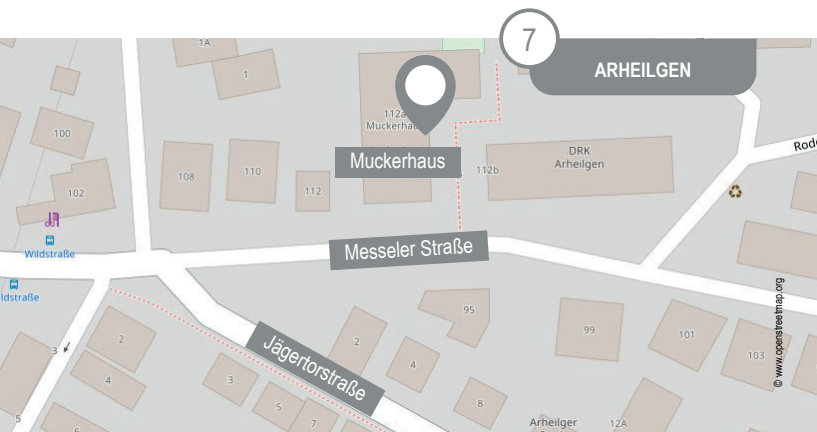 7
ARHEILGEN
1A
1
112a
Muckerhaus
100
DRK
Arheilgen
Muckerhaus
108
110
112
112b
102
Messeler Straße
Wildstraße
95
© www.openstreetmap.org
99
101
103
2
2
Jägertorstraße
3
4
4
3
5
8
7
Arheilger
12A
5
6